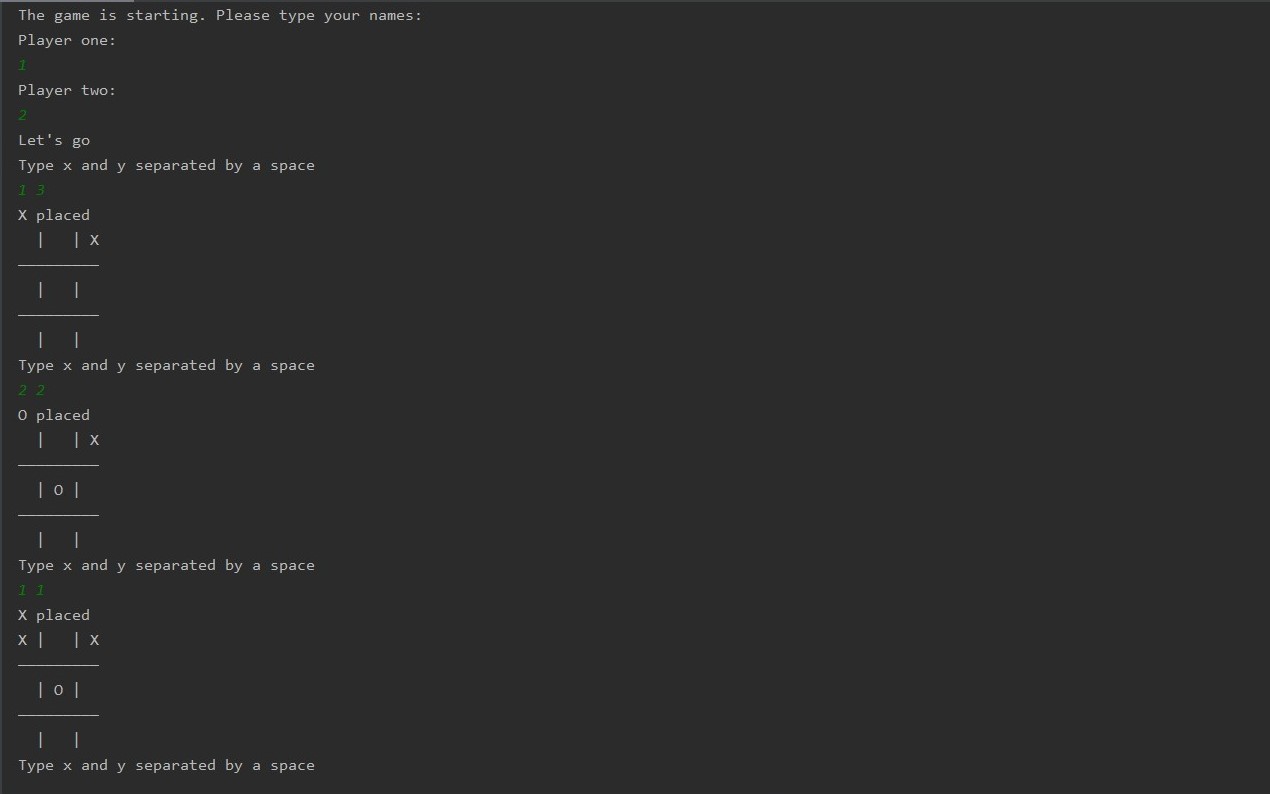 The game is starting. Please type your names:
Player one:
1
Player two:
2
Let's go
Type x and y separated by a space
1 3
X placed
  |   | X
_________
  |   |
_________
  |   |
Type x and y separated by a space
2 2
O placed
  |   | X
_________
  | O |
_________
  |   |
Type x and y separated by a space
1 1
X placed
X |   | X
_________
  | O |
_________
  |   |
Type x and y separated by a space